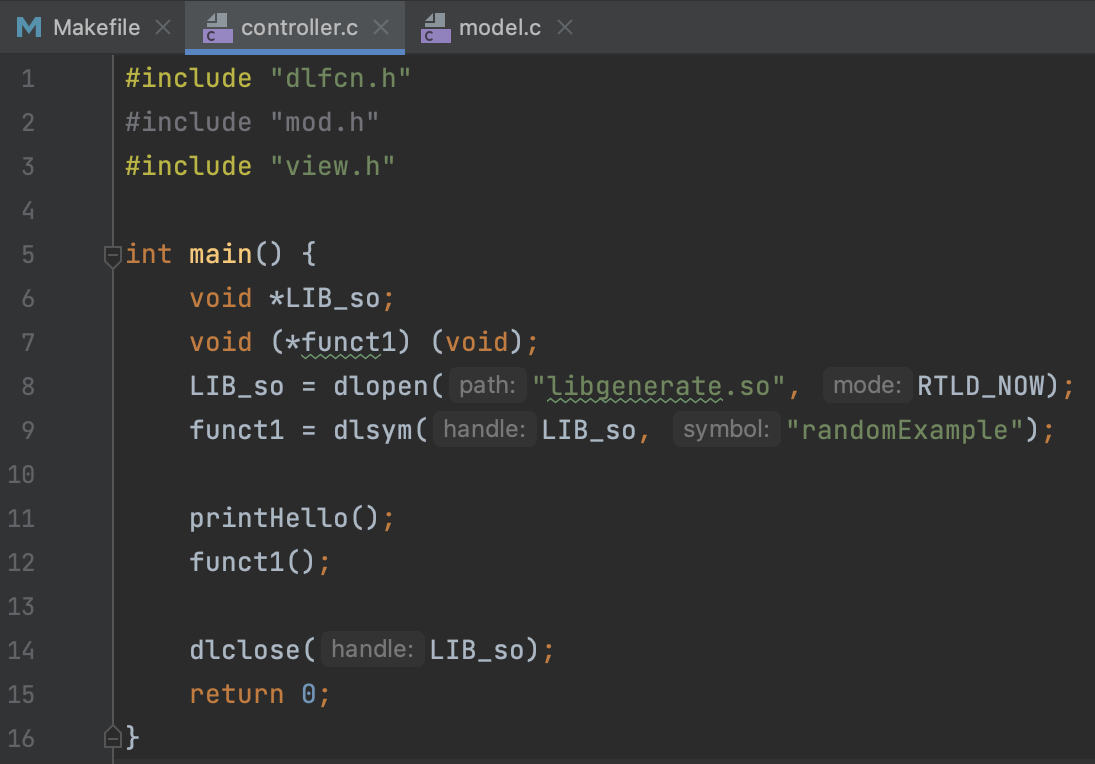 Makefile controller.c model.c
1 #include "dlfcn.h"
2 #include "mod.h"
3 #include "view.h"
4
5 int main() {
6     void *LIB_so;
7     void (*funct1) (void);
8     LIB_so = dlopen( path: "libgenerate.so", mode: RTLD_NOW);
9     funct1 = dlsym( handle: LIB_so, symbol: "randomExample");
10
11     printHello();
12     funct1();
13
14     dlclose( handle: LIB_so);
15     return 0;
16 }